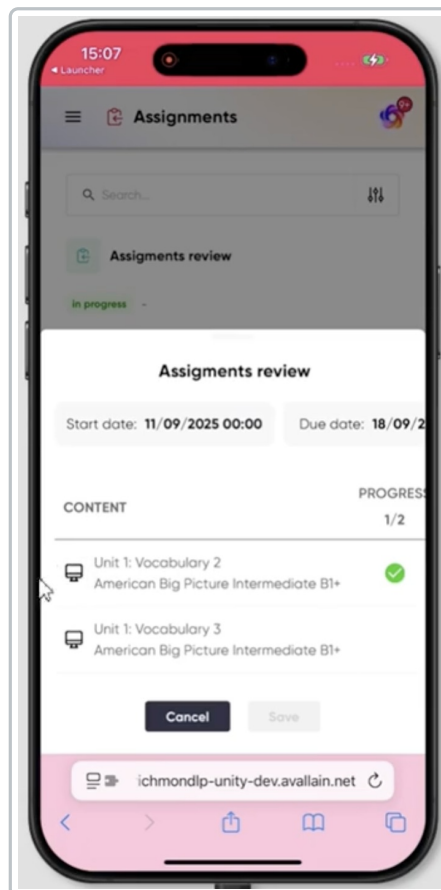 15:07
◀ Launcher
Assignments
9+
Search...
Assigments review
in progress -
Assigments review
Start date: 11/09/2025 00:00 Due date: 18/09/2
CONTENT PROGRESS
1/2
Unit 1: Vocabulary 2
American Big Picture Intermediate B1+
Unit 1: Vocabulary 3
American Big Picture Intermediate B1+
Cancel Save
ichmondlp-unity-dev.avallain.net